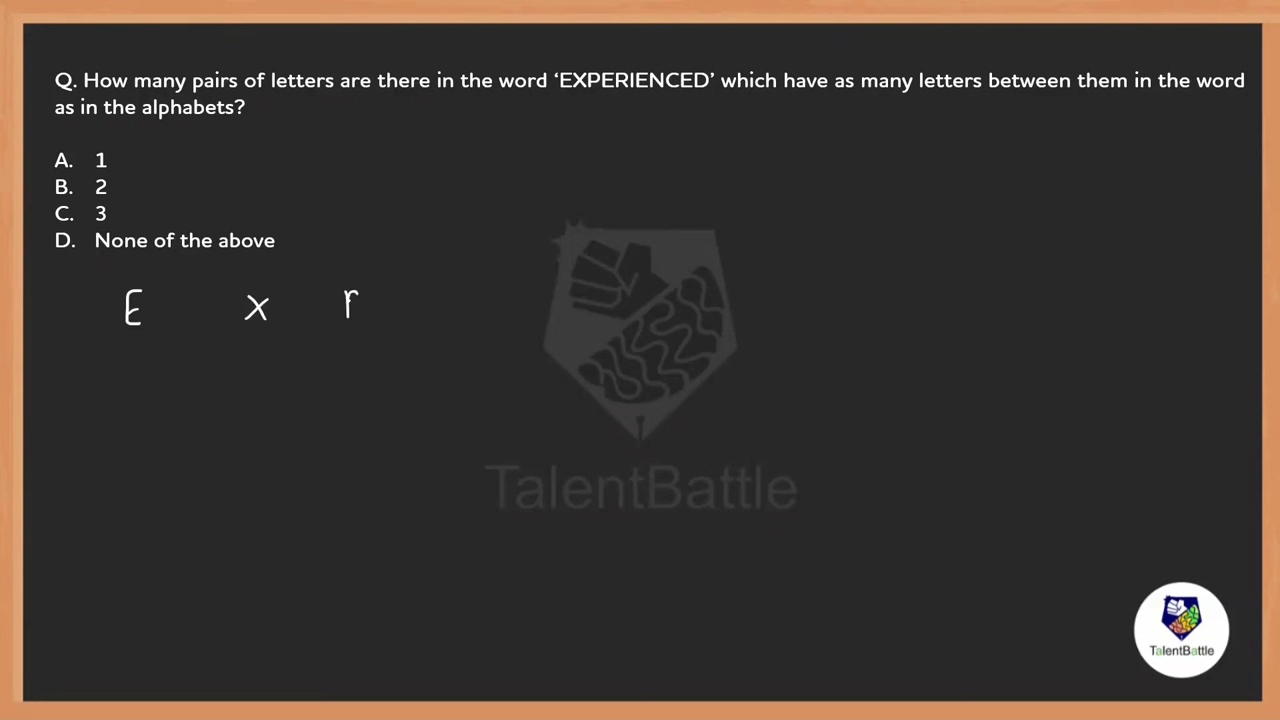 Q. How many pairs of letters are there in the word ‘EXPERIENCED’ which have as many letters between them in the word
as in the alphabets?
A. 1
B. 2
C. 3
D. None of the above
E X
TalentBattle
TalentBattle